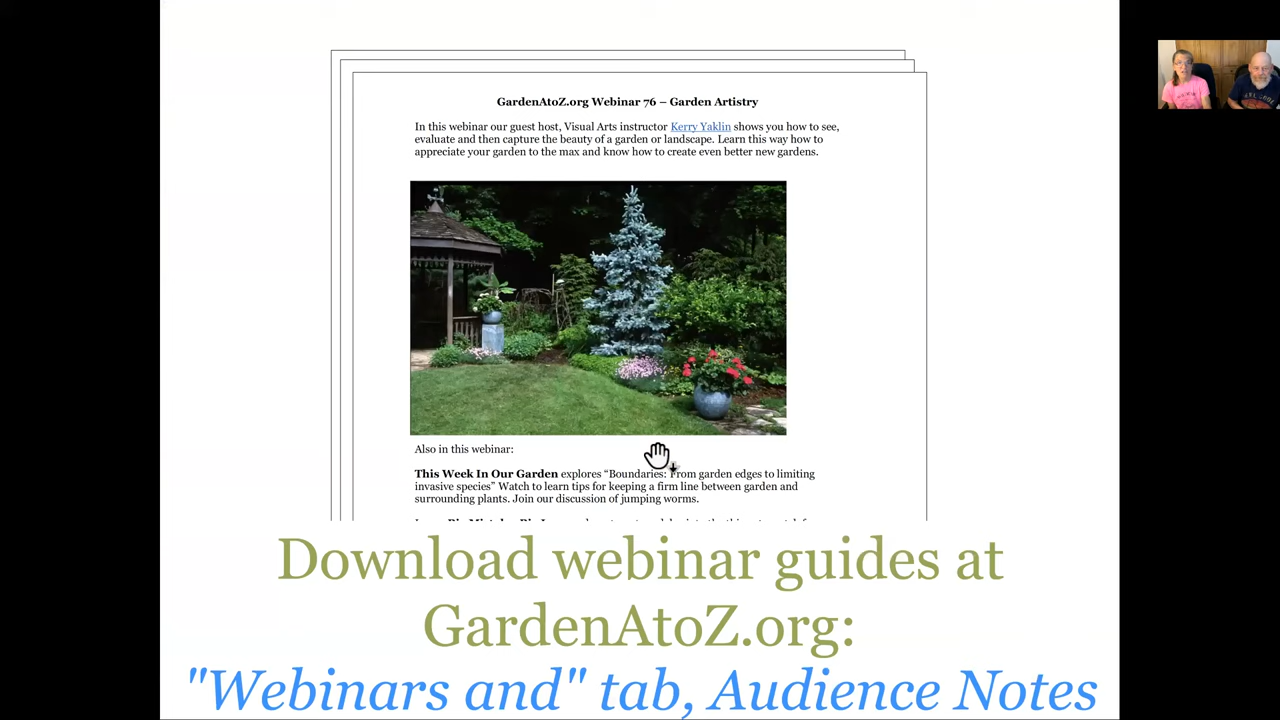 GardenAtoZ.org Webinar 76 – Garden Artistry
In this webinar our guest host, Visual Arts instructor Kerry Yaklin shows you how to see,
evaluate and then capture the beauty of a garden or landscape. Learn this way how to
appreciate your garden to the max and know how to create even better new gardens.
Also in this webinar:
This Week In Our Garden explores “Boundaries: From garden edges to limiting
invasive species” Watch to learn tips for keeping a firm line between garden and
surrounding plants. Join our discussion of jumping worms.
Download webinar guides at
GardenAtoZ.org:
"Webinars and" tab, Audience Notes